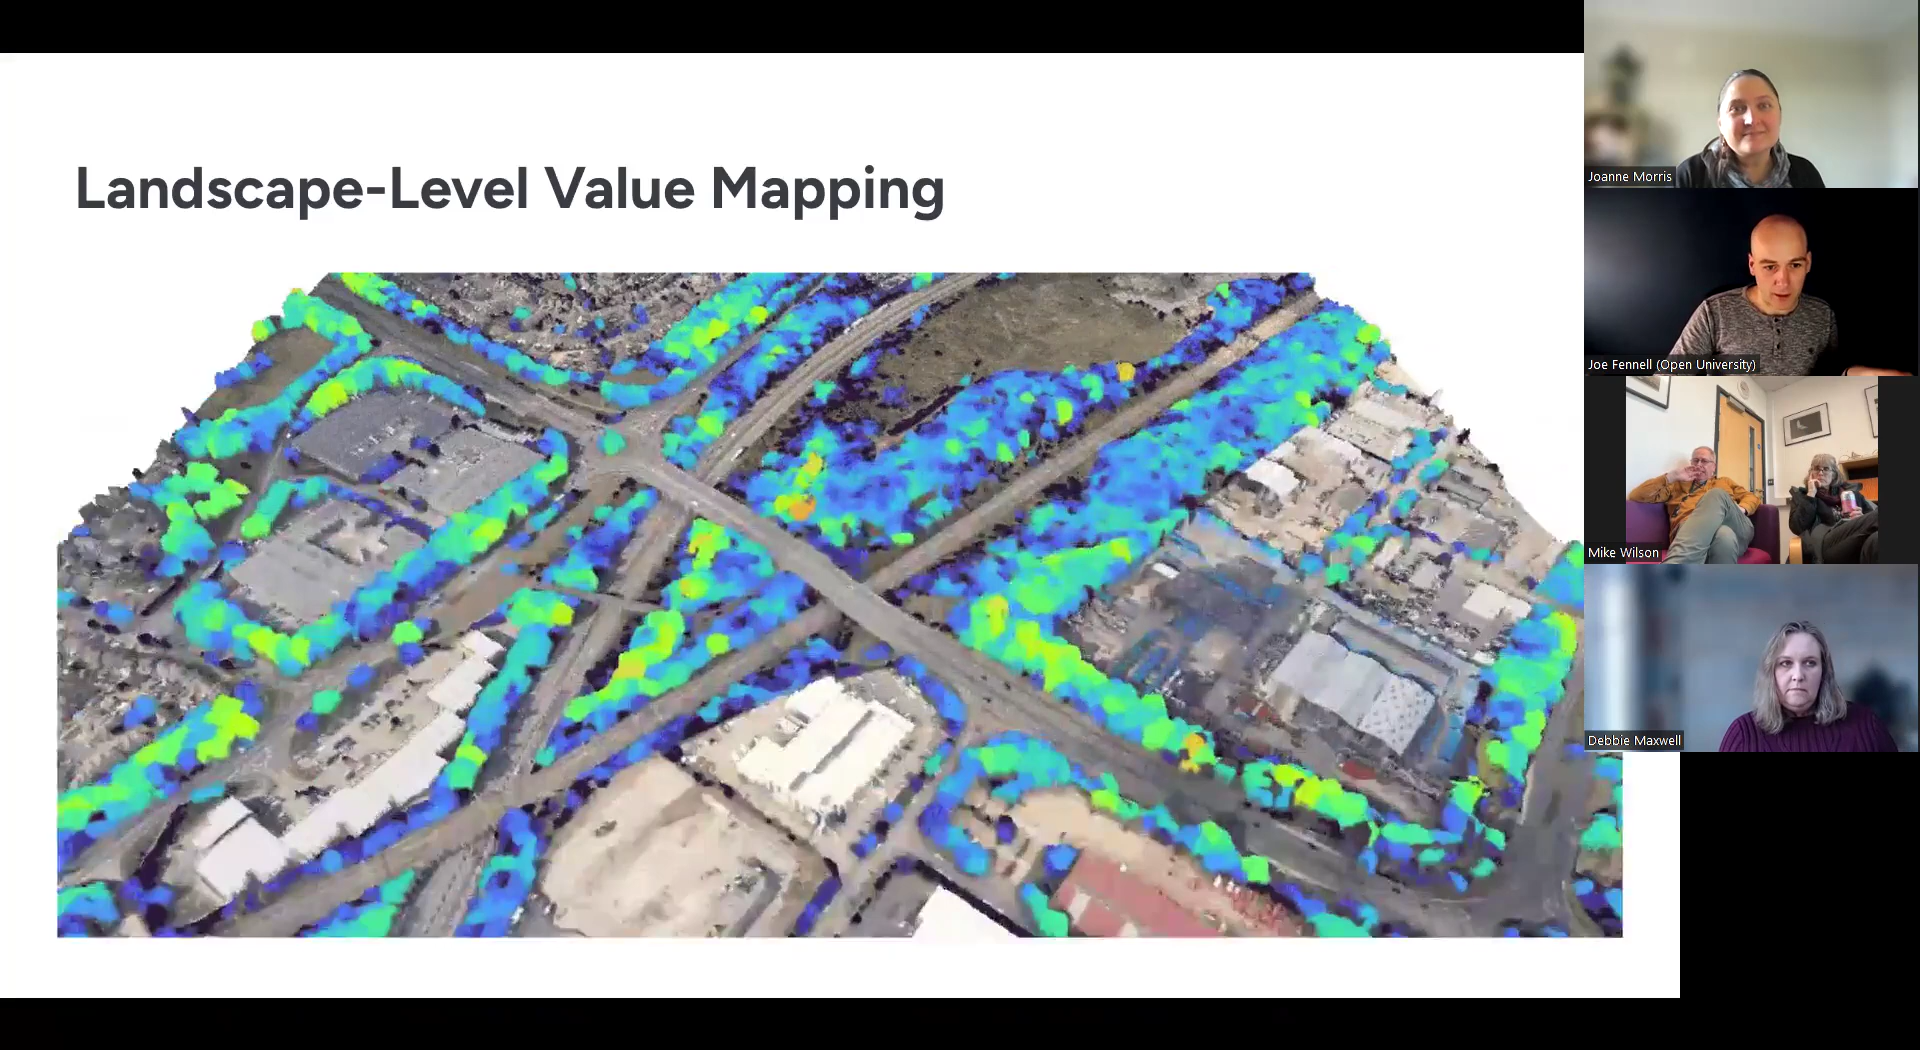 Landscape-Level Value Mapping
Joanne Morris
Joe Fennell (Open University)
Mike Wilson
Debbie Maxwell